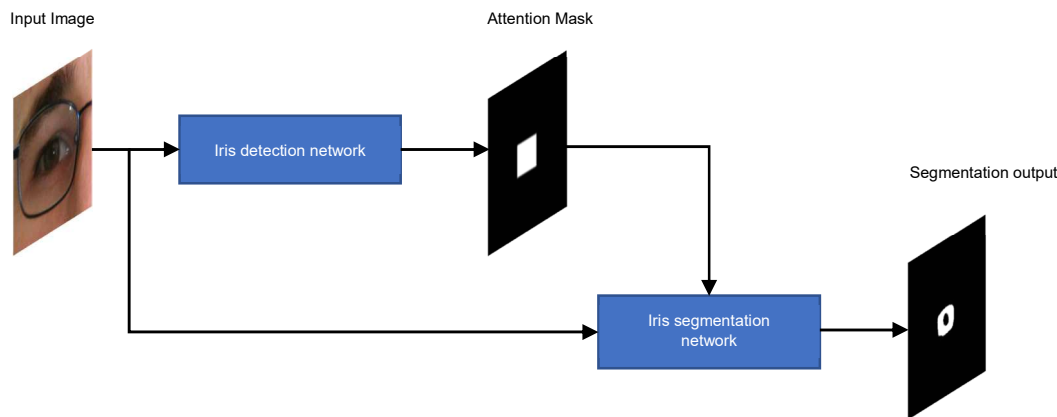 Input Image
Attention Mask
Iris detection network
Segmentation output
Iris segmentation
network